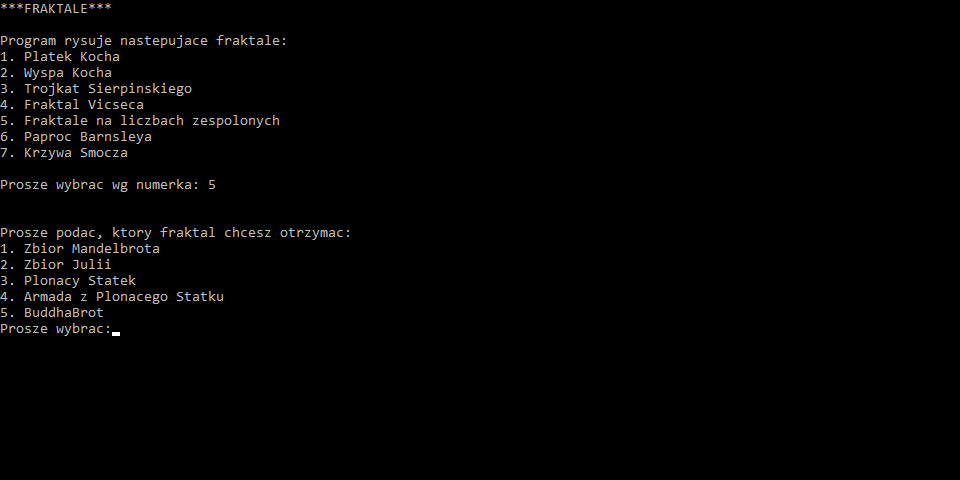 ***FRAKTALE***
Program rysuje nastepujace fraktale:
1. Platek Kocha
2. Wyspa Kocha
3. Trojkat Sierpinskiego
4. Fraktal Vicseca
5. Fraktale na liczbach zespolonych
6. Paproc Barnsleya
7. Krzywa Smocza
Prosze wybrac wg numerka: 5
Prosze podac, ktory fraktal chcesz otrzymac:
1. Zbior Mandelbrota
2. Zbior Julii
3. Plonacy Statek
4. Armada z Plonacego Statku
5. BuddhaBrot
Prosze wybrac: